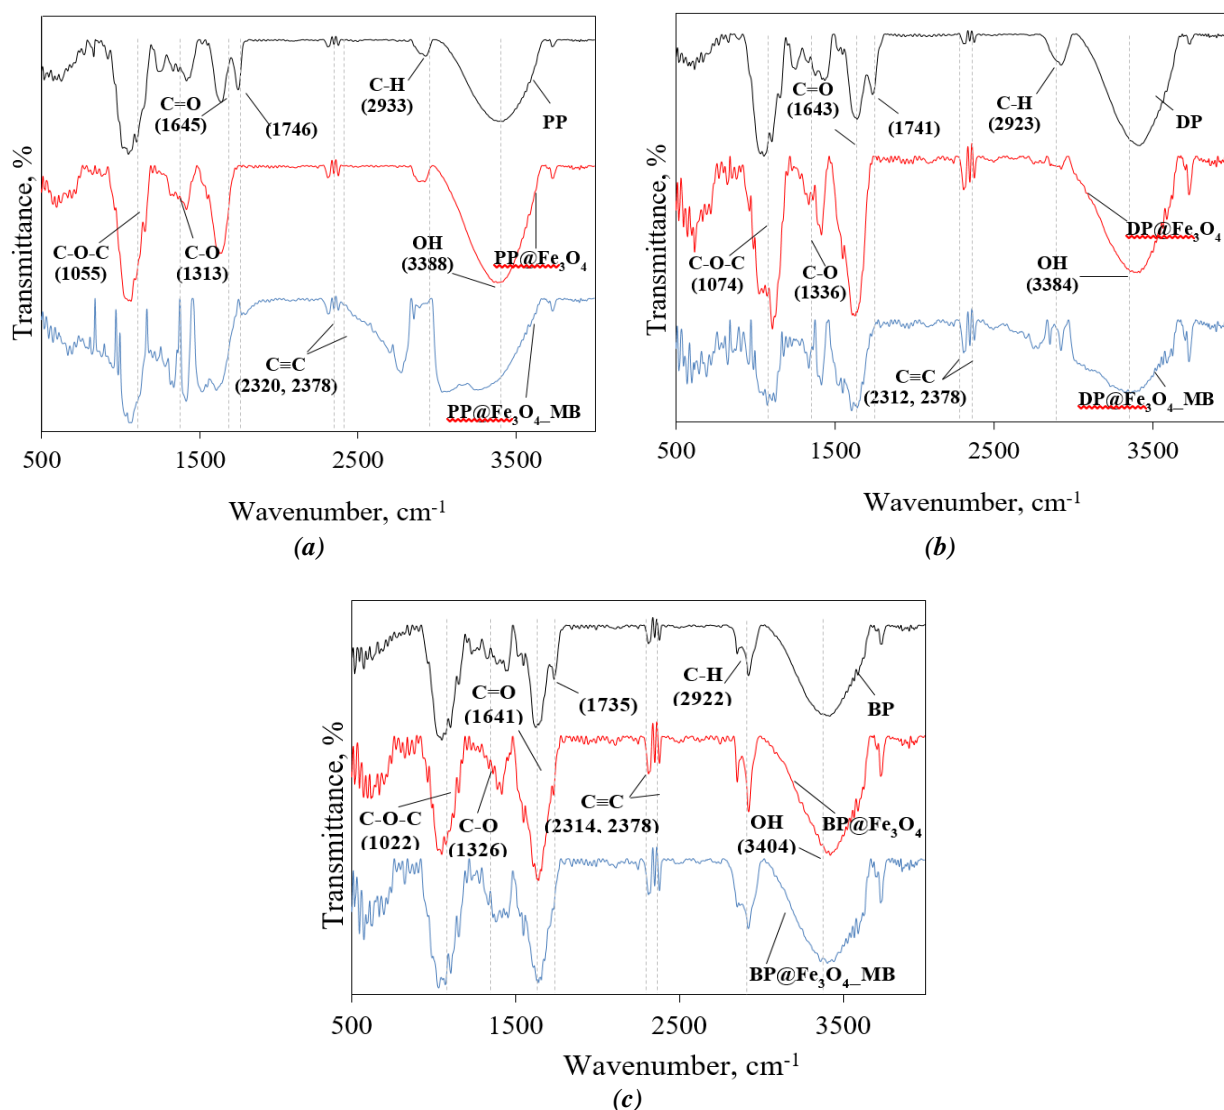 Transmittance, %
C-H
(2933)
C=O
(1645)
(1746)
PP
C-O-C
(1055)
C-O
(1313)
OH
(3388)
PP@Fe₃O₄
C≡C
(2320, 2378)
PP@Fe₃O₄_MB
500 1500 2500 3500
Wavenumber, cm⁻¹
(a)
Transmittance, %
C=O
(1643)
(1741)
C-H
(2923)
DP
C-O-C
(1074)
C-O
(1336)
OH
(3384)
DP@Fe₃O₄
C≡C
(2312, 2378)
DP@Fe₃O₄_MB
500 1500 2500 3500
Wavenumber, cm⁻¹
(b)
Transmittance, %
C=O
(1641)
(1735)
C-H
(2922)
BP
C-O-C
(1022)
C-O
(1326)
C≡C
(2314, 2378)
OH
(3404)
BP@Fe₃O₄
BP@Fe₃O₄_MB
500 1500 2500 3500
Wavenumber, cm⁻¹
(c)